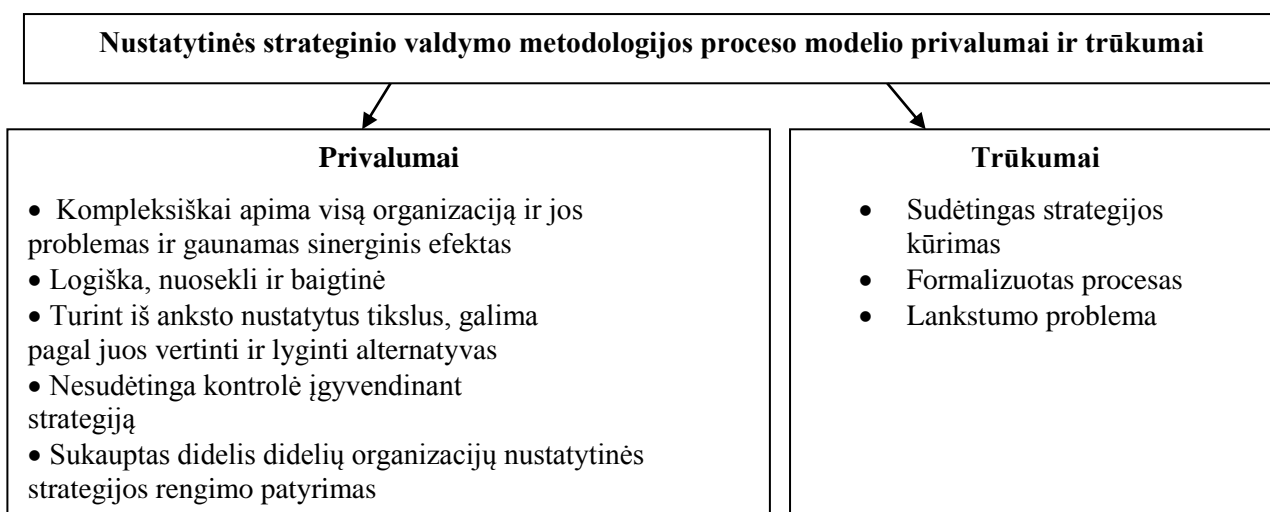 Nustatytinės strateginio valdymo metodologijos proceso modelio privalumai ir trūkumai
Privalumai
• Kompleksiškai apima visą organizaciją ir jos
problemas ir gaunamas sinerginis efektas
• Logiška, nuosekli ir baigtinė
• Turint iš anksto nustatytus tikslus, galima
pagal juos vertinti ir lyginti alternatyvas
• Nesudėtinga kontrolė įgyvendinant
strategiją
• Sukauptas didelis didelių organizacijų nustatytinės
strategijos rengimo patyrimas
Trūkumai
• Sudėtingas strategijos
kūrimas
• Formalizuotas procesas
• Lankstumo problema